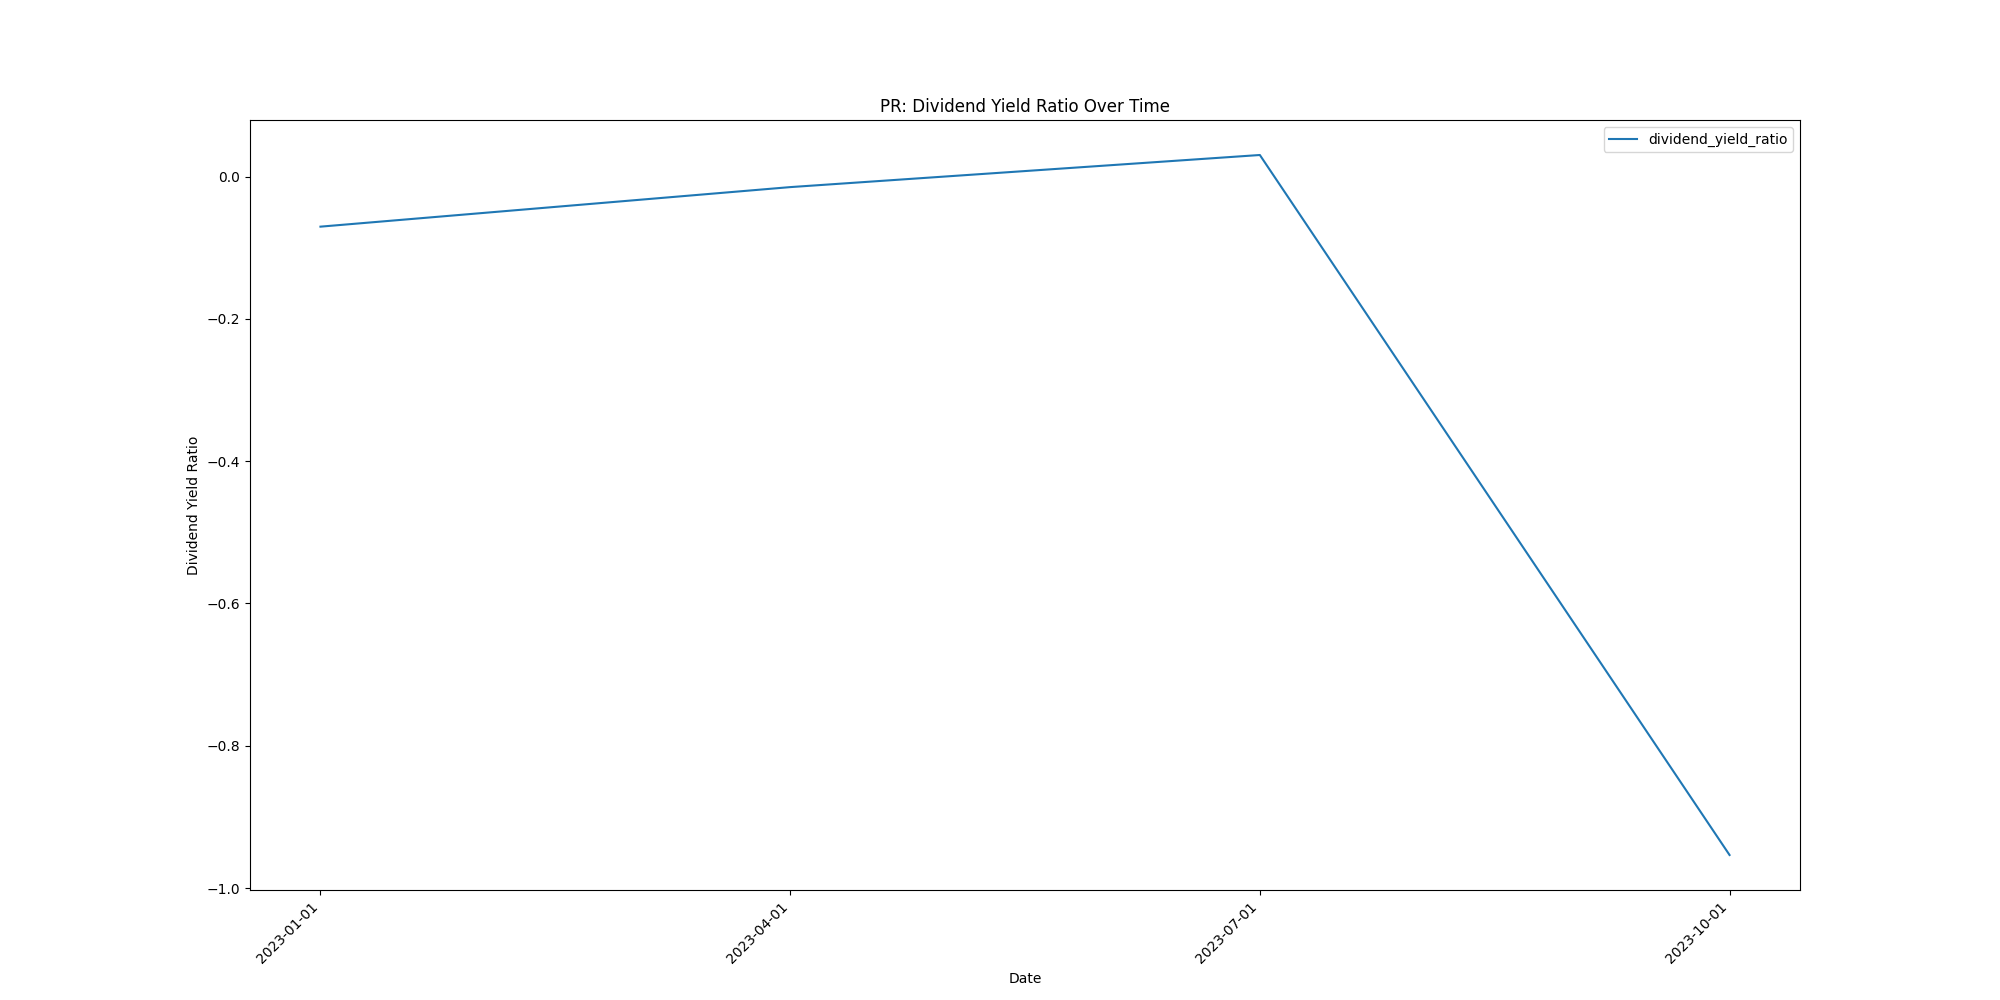 PR: Dividend Yield Ratio Over Time
dividend_yield_ratio
Dividend Yield Ratio
0.0
−0.2
−0.4
−0.6
−0.8
−1.0
2023-01-01
2023-04-01
2023-07-01
2023-10-01
Date